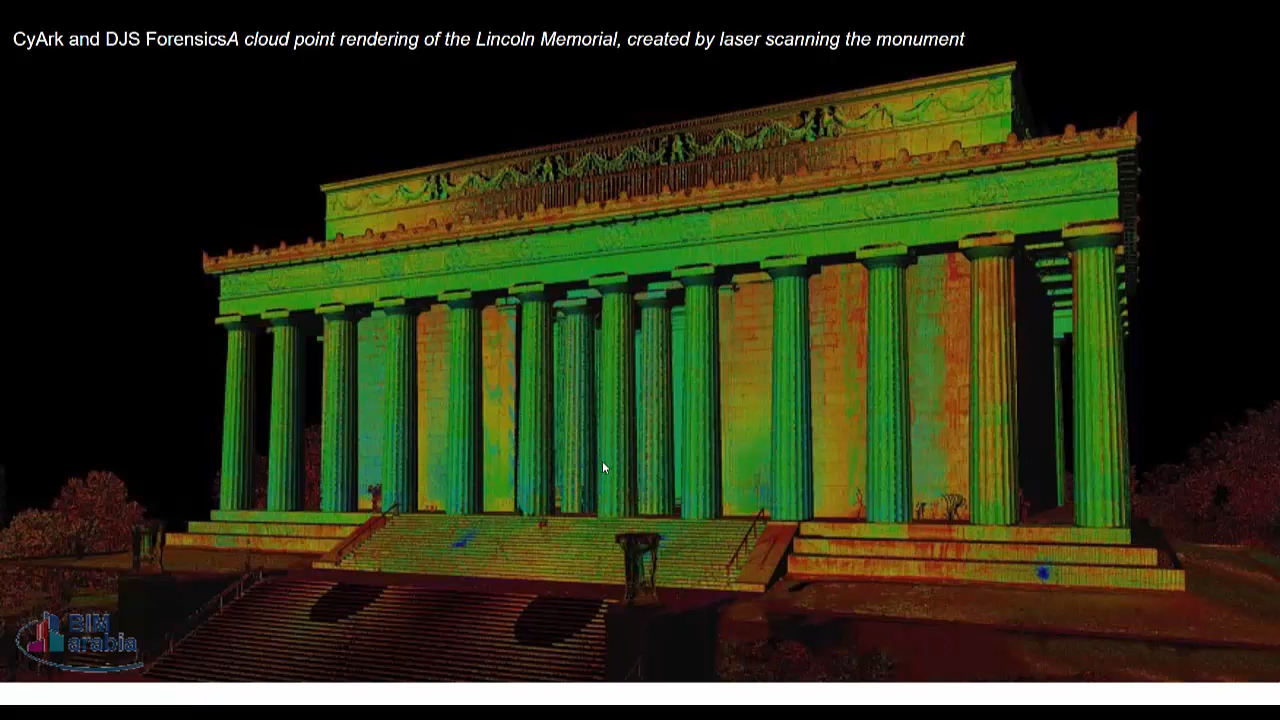 CyArk and DJS ForensicsA cloud point rendering of the Lincoln Memorial, created by laser scanning the monument
BIM
arabia